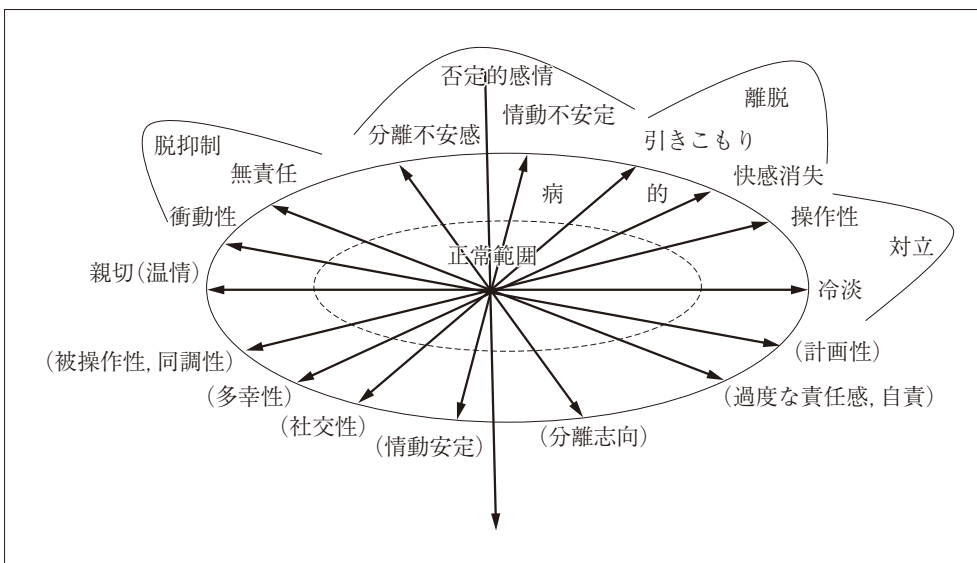 否定的感情
情動不安定
分離不安感
離脱
引きこもり
快感消失
脱抑制
無責任
衝動性
病的
操作性
対立
正常範囲
親切(温情)
冷淡
(被操作性, 同調性)
(計画性)
(多幸性)
(過度な責任感, 自責)
(社交性)
(情動安定)
(分離志向)